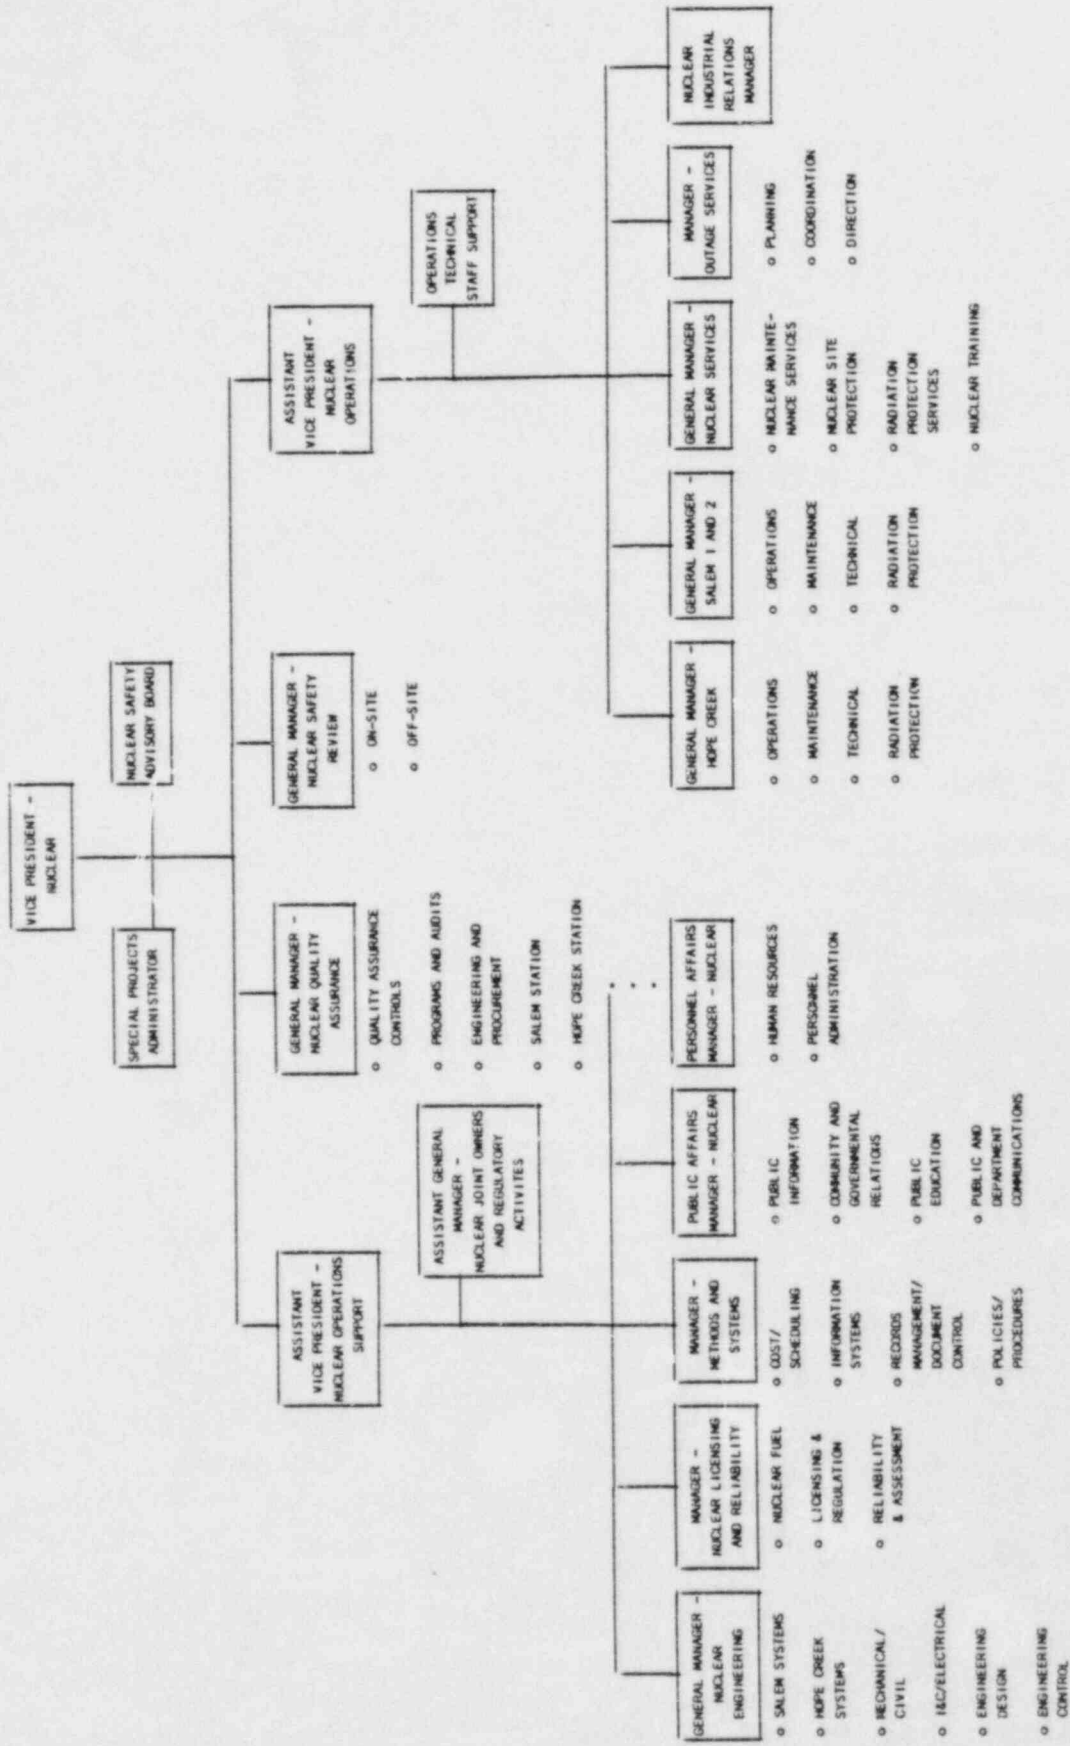 VICE PRESIDENT -
NUCLEAR
SPECIAL PROJECTS
ADMINISTRATOR
NUCLEAR SAFETY
ADVISORY BOARD
ASSISTANT
VICE PRESIDENT -
NUCLEAR OPERATIONS
SUPPORT
GENERAL MANAGER -
NUCLEAR QUALITY
ASSURANCE
o QUALITY ASSURANCE
CONTROLS
o PROGRAMS AND AUDITS
o ENGINEERING AND
PROCUREMENT
o SALEM STATION
o HOPE CREEK STATION
GENERAL MANAGER -
NUCLEAR SAFETY
REVIEW
o ON-SITE
o OFF-SITE
ASSISTANT
VICE PRESIDENT -
NUCLEAR
OPERATIONS
ASSISTANT GENERAL
MANAGER -
NUCLEAR JOINT OWNERS
AND REGULATORY
ACTIVITES
OPERATIONS
TECHNICAL
STAFF SUPPORT
GENERAL MANAGER -
NUCLEAR
ENGINEERING
o SALEM SYSTEMS
o HOPE CREEK
SYSTEMS
o MECHANICAL/
CIVIL
o I&C/ELECTRICAL
o ENGINEERING
DESIGN
o ENGINEERING
CONTROL
MANAGER -
NUCLEAR LICENSING
AND RELIABILITY
o NUCLEAR FUEL
o LICENSING &
REGULATION
o RELIABILITY
& ASSESSMENT
MANAGER -
METHODS AND
SYSTEMS
o COST/
SCHEDULING
o INFORMATION
SYSTEMS
o RECORDS
MANAGEMENT/
DOCUMENT
CONTROL
o POLICIES/
PROCEDURES
PUBLIC AFFAIRS
MANAGER - NUCLEAR
o PUBLIC
INFORMATION
o COMMUNITY AND
GOVERNMENTAL
RELATIONS
o PUBLIC
EDUCATION
o PUBLIC AND
DEPARTMENT
COMMUNICATIONS
PERSONNEL AFFAIRS
MANAGER - NUCLEAR
o HUMAN RESOURCES
o PERSONNEL
ADMINISTRATION
GENERAL MANAGER -
HOPE CREEK
o OPERATIONS
o MAINTENANCE
o TECHNICAL
o RADIATION
PROTECTION
GENERAL MANAGER -
SALEM 1 AND 2
o OPERATIONS
o MAINTENANCE
o TECHNICAL
o RADIATION
PROTECTION
GENERAL MANAGER -
NUCLEAR SERVICES
o NUCLEAR MAINTE-
NANCE SERVICES
o NUCLEAR SITE
PROTECTION
o RADIATION
PROTECTION
SERVICES
o NUCLEAR TRAINING
MANAGER -
OUTAGE SERVICES
o PLANNING
o COORDINATION
o DIRECTION
NUCLEAR
INDUSTRIAL
RELATIONS
MANAGER